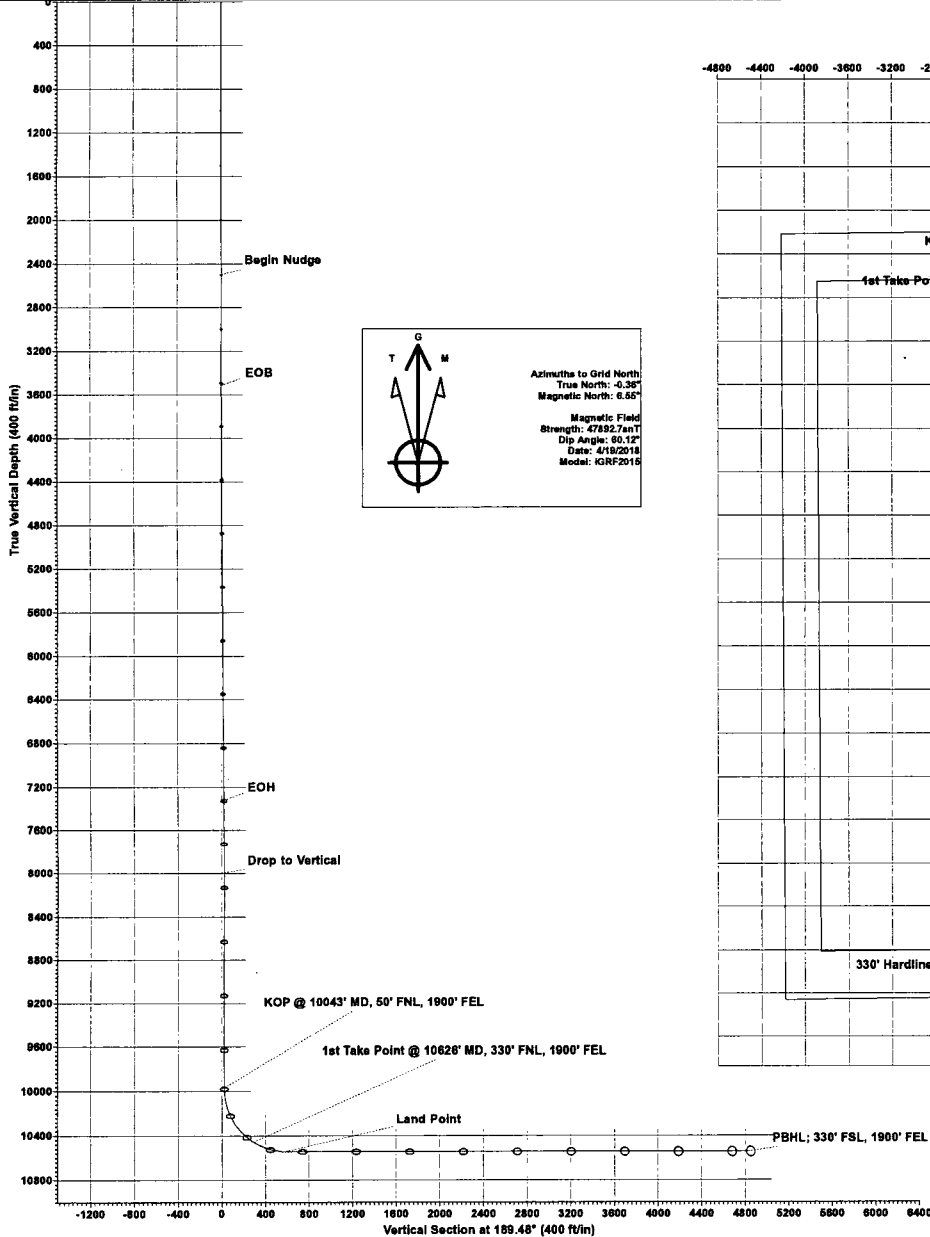 0
400
800
1200
1600
2000
2400
2800
3200
3600
4000
4400
4800
5200
5600
6000
6400
6800
7200
7600
8000
8400
8800
9200
9600
10000
10400
10800
True Vertical Depth (400 ft/in)
Begin Nudge
EOB
EOH
Drop to Vertical
KOP @ 10043' MD, 50' FNL, 1900' FEL
1st Take Point @ 10626' MD, 330' FNL, 1900' FEL
Land Point
PBHL; 330' FSL, 1900' FEL
-1200 -800 -400 0 400 800 1200 1600 2000 2400 2800 3200 3600 4000 4400 4800 5200 5600 6000 6400
Vertical Section at 189.48° (400 ft/in)
G
T M
Azimuths to Grid North
True North: -0.36°
Magnetic North: 6.55°
Magnetic Field
Strength: 47892.7snT
Dip Angle: 60.12°
Date: 4/19/2018
Model: IGRF2015
-4800 -4400 -4000 -3600 -3200 -2
K
1st Take Po
330' Hardline